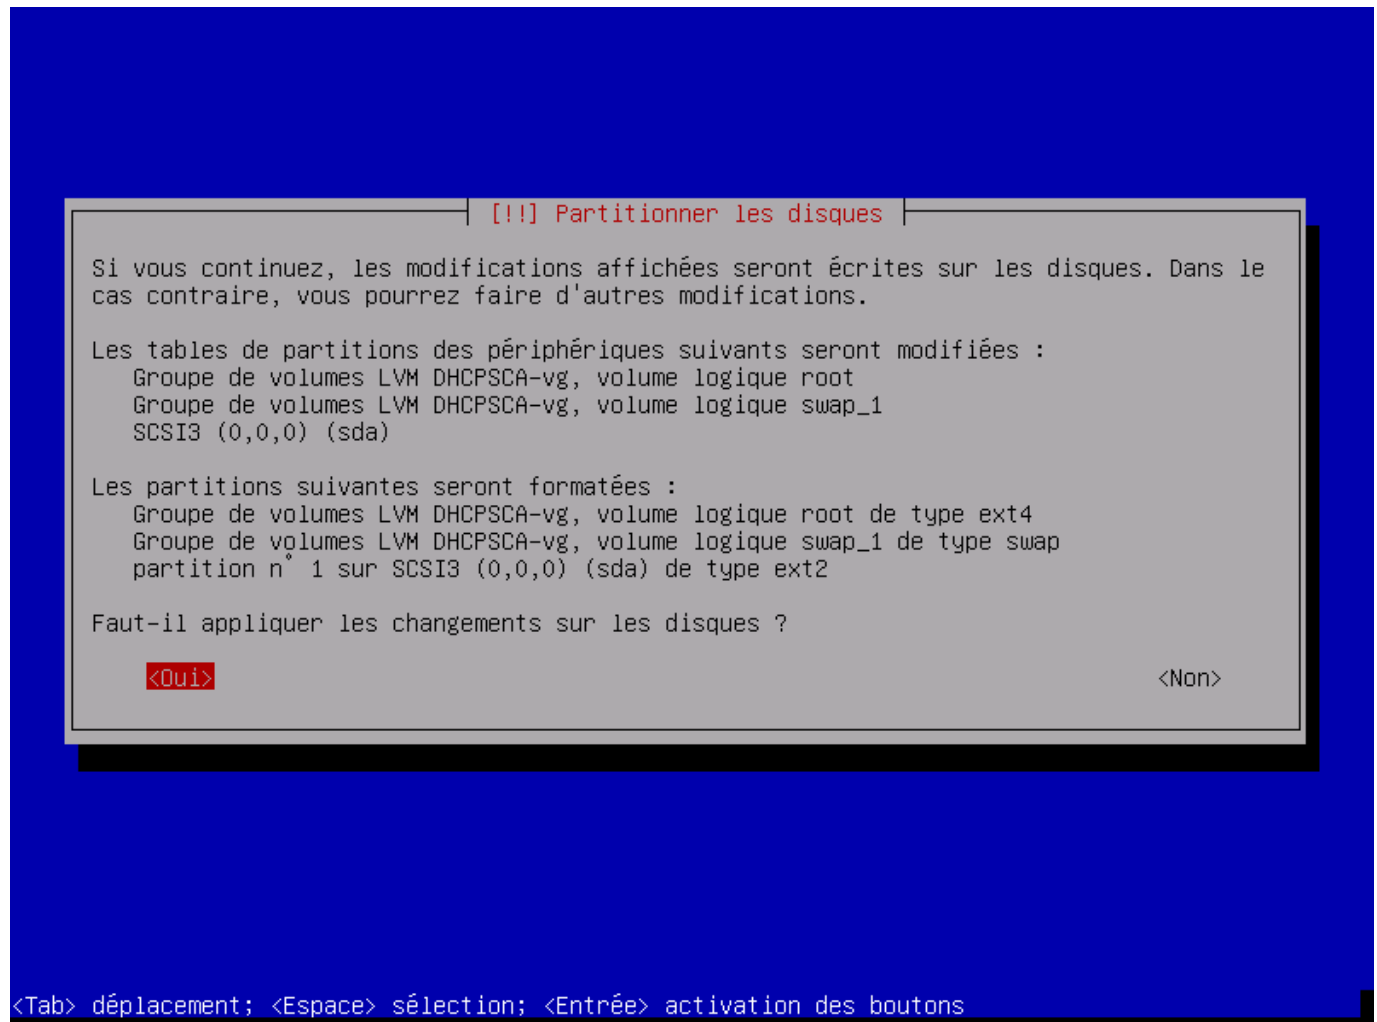 [!!] Partitionner les disques
Si vous continuez, les modifications affichées seront écrites sur les disques. Dans le
cas contraire, vous pourrez faire d'autres modifications.
Les tables de partitions des périphériques suivants seront modifiées :
Groupe de volumes LVM DHCPSCA-vg, volume logique root
Groupe de volumes LVM DHCPSCA-vg, volume logique swap_1
SCSI3 (0,0,0) (sda)
Les partitions suivantes seront formatées :
Groupe de volumes LVM DHCPSCA-vg, volume logique root de type ext4
Groupe de volumes LVM DHCPSCA-vg, volume logique swap_1 de type swap
partition n° 1 sur SCSI3 (0,0,0) (sda) de type ext2
Faut-il appliquer les changements sur les disques ?
<Oui> <Non>
<Tab> déplacement; <Espace> sélection; <Entrée> activation des boutons